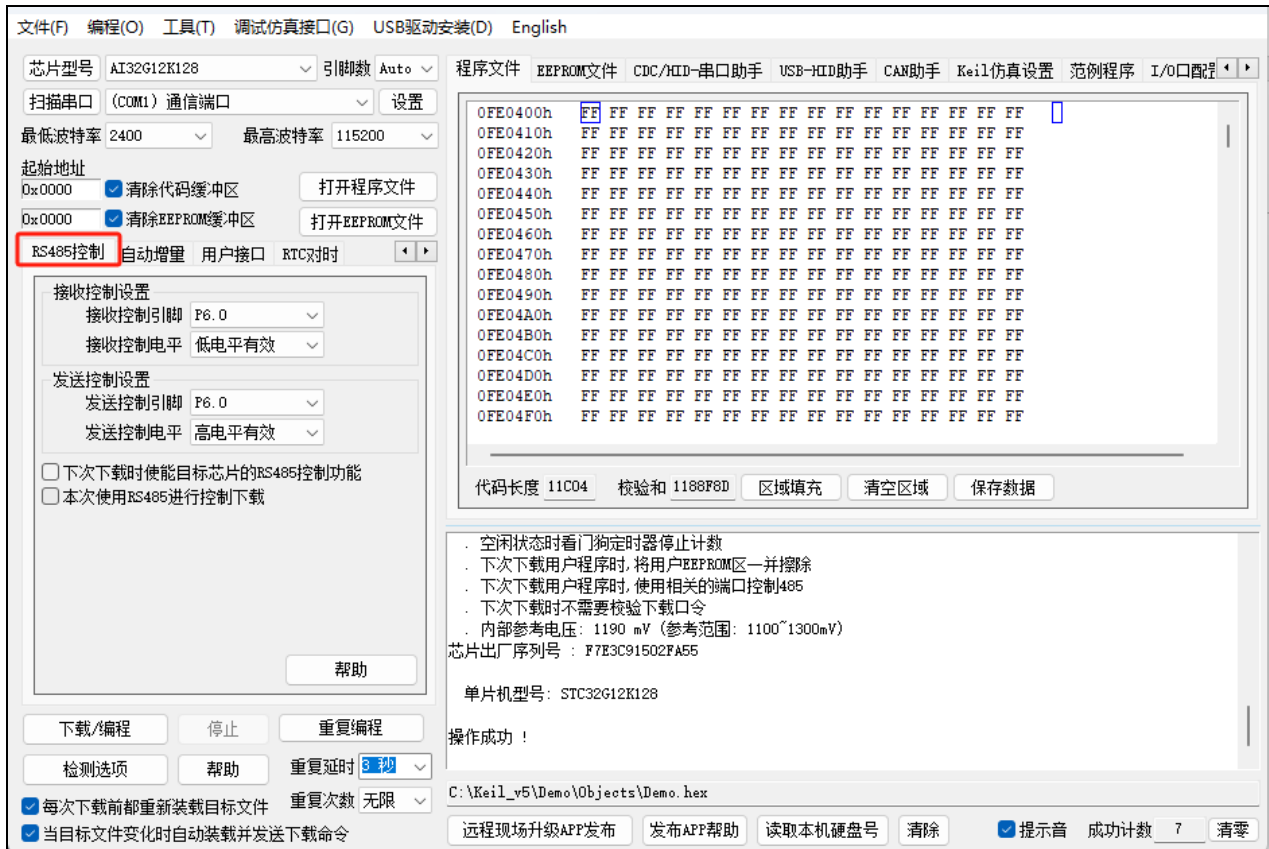 文件(F) 编程(O) 工具(T) 调试仿真接口(G) USB驱动安装(D) English
芯片型号 AI32G12K128 引脚数 Auto
扫描串口 (COM1) 通信端口 设置
最低波特率 2400 最高波特率 115200
起始地址
0x0000 清除代码缓冲区 打开程序文件
0x0000 清除EEPROM缓冲区 打开EEPROM文件
RS485控制 自动增量 用户接口 RTC对时
接收控制设置
接收控制引脚 P6.0
接收控制电平 低电平有效
发送控制设置
发送控制引脚 P6.0
发送控制电平 高电平有效
下次下载时使能目标芯片的RS485控制功能
本次使用RS485进行控制下载
帮助
下载/编程 停止 重复编程
检测选项 帮助 重复延时 3 秒
每次下载前都重新装载目标文件 重复次数 无限
当目标文件变化时自动装载并发送下载命令
程序文件 EEPROM文件 CDC/HID-串口助手 USB-HID助手 CAN助手 Keil仿真设置 范例程序 I/O口配
0FE0400h FF FF FF FF FF FF FF FF FF FF FF FF FF FF FF FF
0FE0410h FF FF FF FF FF FF FF FF FF FF FF FF FF FF FF FF
0FE0420h FF FF FF FF FF FF FF FF FF FF FF FF FF FF FF FF
0FE0430h FF FF FF FF FF FF FF FF FF FF FF FF FF FF FF FF
0FE0440h FF FF FF FF FF FF FF FF FF FF FF FF FF FF FF FF
0FE0450h FF FF FF FF FF FF FF FF FF FF FF FF FF FF FF FF
0FE0460h FF FF FF FF FF FF FF FF FF FF FF FF FF FF FF FF
0FE0470h FF FF FF FF FF FF FF FF FF FF FF FF FF FF FF FF
0FE0480h FF FF FF FF FF FF FF FF FF FF FF FF FF FF FF FF
0FE0490h FF FF FF FF FF FF FF FF FF FF FF FF FF FF FF FF
0FE04A0h FF FF FF FF FF FF FF FF FF FF FF FF FF FF FF FF
0FE04B0h FF FF FF FF FF FF FF FF FF FF FF FF FF FF FF FF
0FE04C0h FF FF FF FF FF FF FF FF FF FF FF FF FF FF FF FF
0FE04D0h FF FF FF FF FF FF FF FF FF FF FF FF FF FF FF FF
0FE04E0h FF FF FF FF FF FF FF FF FF FF FF FF FF FF FF FF
0FE04F0h FF FF FF FF FF FF FF FF FF FF FF FF FF FF FF FF
代码长度 11C04 校验和 1188F8D 区域填充 清空区域 保存数据
. 空闲状态时看门狗定时器停止计数
. 下次下载用户程序时,将用户EEPROM区一并擦除
. 下次下载用户程序时,使用相关的端口控制485
. 下次下载时不需要校验下载口令
. 内部参考电压: 1190 mV (参考范围: 1100~1300mV)
芯片出厂序列号 : F7E3C91502FA55
单片机型号: STC32G12K128
操作成功 !
C:\Keil_v5\Demo\Objects\Demo.hex
远程现场升级APP发布 发布APP帮助 读取本机硬盘号 清除 提示音 成功计数 7 清零